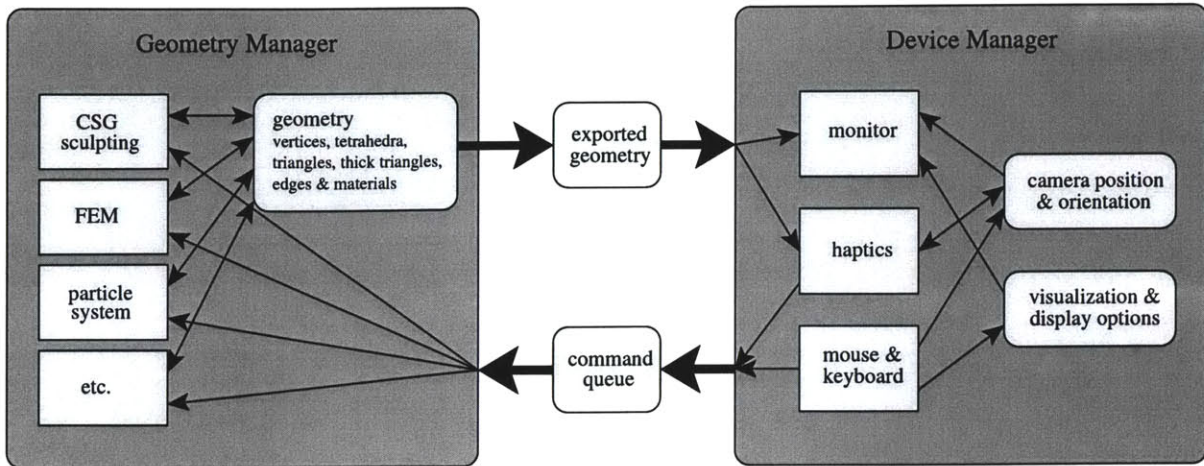 Geometry Manager
CSG
sculpting
FEM
particle
system
etc.
geometry
vertices, tetrahedra,
triangles, thick triangles,
edges & materials
exported
geometry
command
queue
Device Manager
monitor
haptics
mouse &
keyboard
camera position
& orientation
visualization &
display options